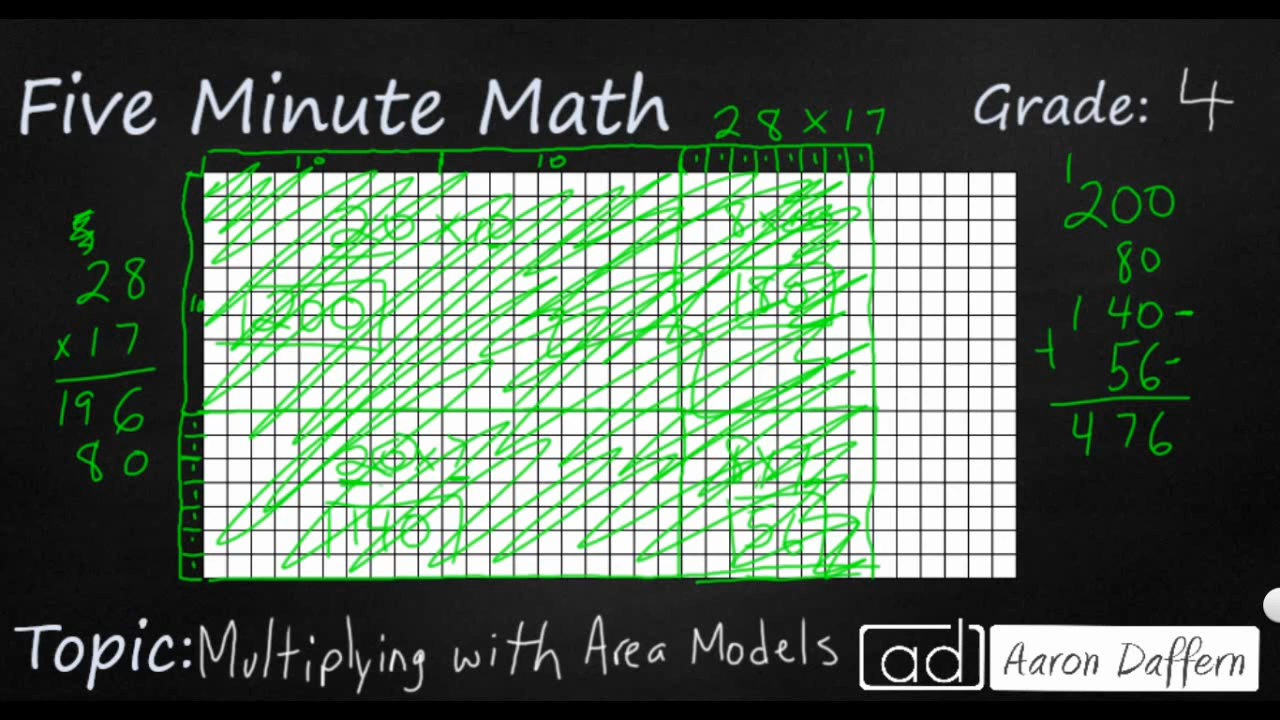 Five Minute Math
28 × 17
Grade: 4
10
10
10
20 × 10
200
80
20 × 7
140
8 × 7
56
28
× 17
196
80
1
200
80
140-
+ 56-
476
Topic: Multiplying with Area Models
ad
Aaron Daffern